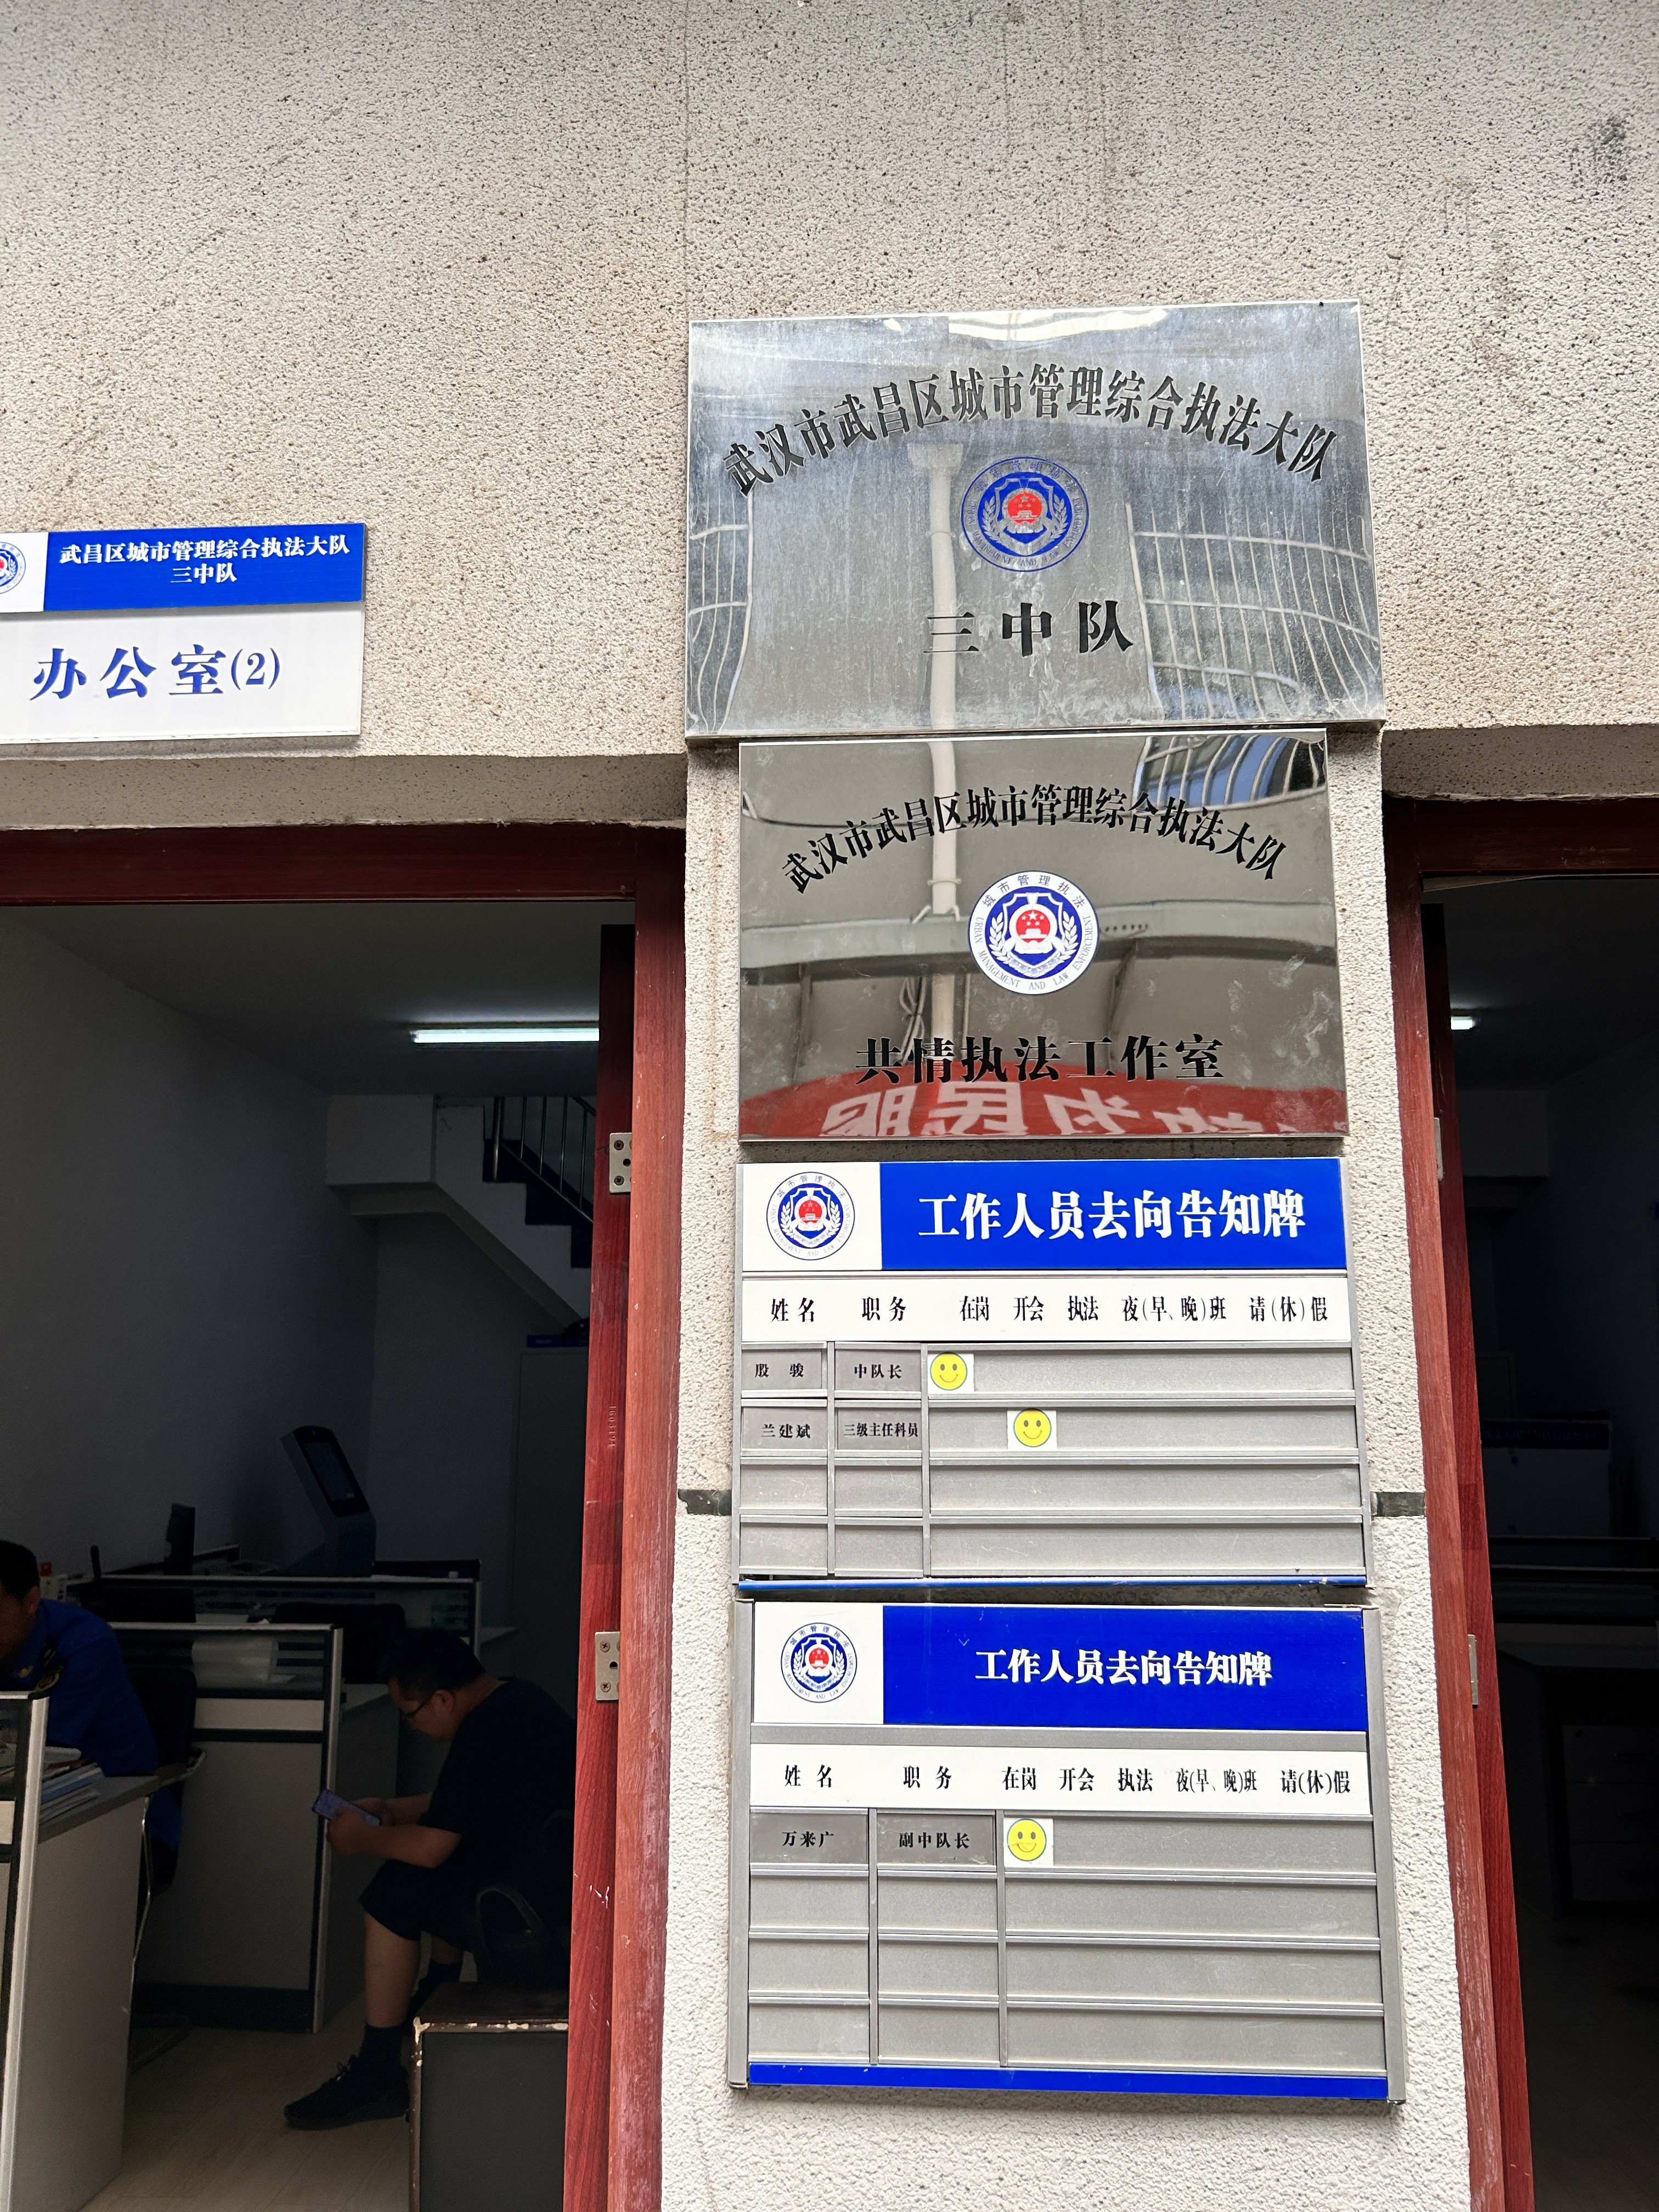 武昌区城市管理综合执法大队
三中队
办公室(2)
武汉市武昌区城市管理综合执法大队
三中队
武汉市武昌区城市管理综合执法大队
城市管理执法
URBAN MANAGEMENT AND LAW ENFORCEMENT
共情执法工作室
工作人员去向告知牌
姓名 职务 在岗 开会 执法 夜(早、晚)班 请(休)假
殷骏 中队长
兰建斌 三级主任科员
工作人员去向告知牌
姓名 职务 在岗 开会 执法 夜(早、晚)班 请(休)假
万来广 副中队长